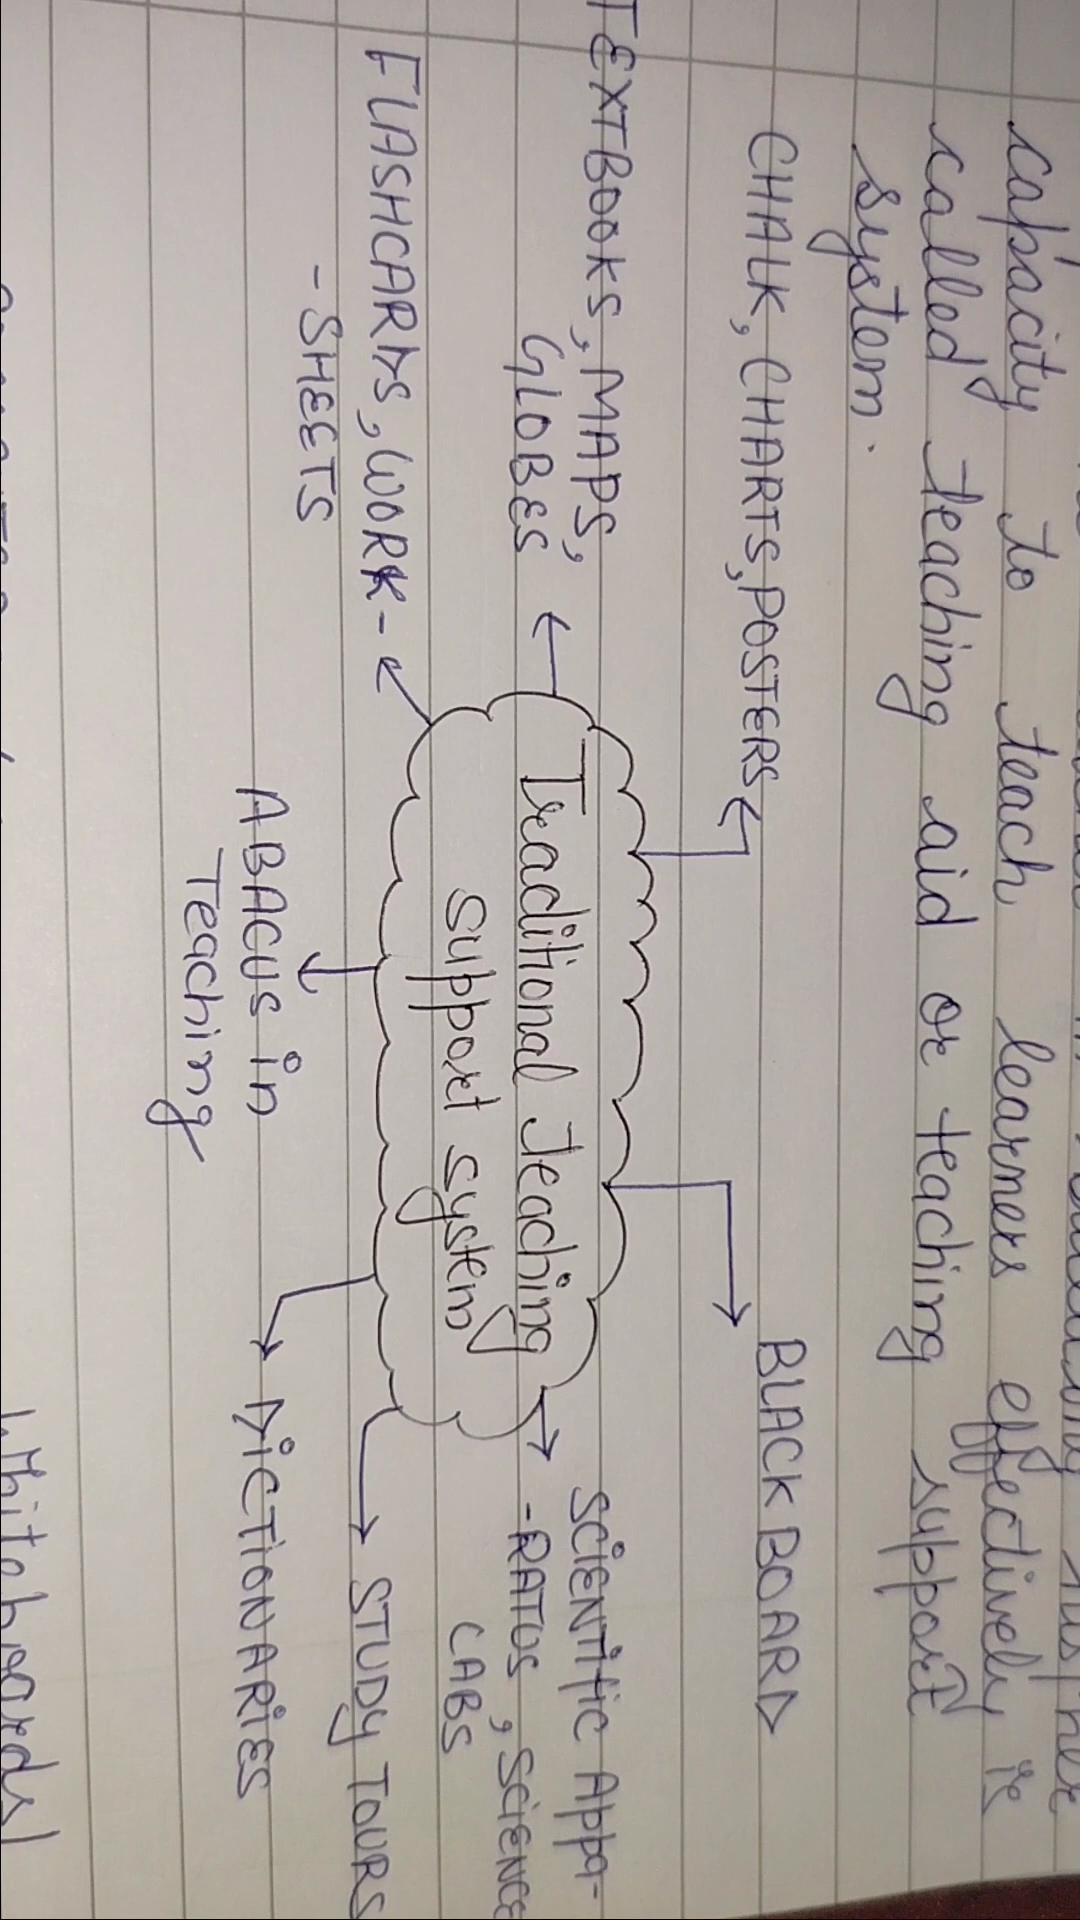 capacity to teach learners effectively is
called teaching aid or teaching support
system.
CHALK, CHARTS, POSTERS
BLACK BOARD
TEXTBOOKS, MAPS,
GLOBES
Traditional Teaching
support system
SCIENTIFIC APPA-
-RATUS, SCIENCE
LABS
FLASHCARDS, WORK-
-SHEETS
STUDY TOURS
ABACUS in
Teaching
DICTIONARIES